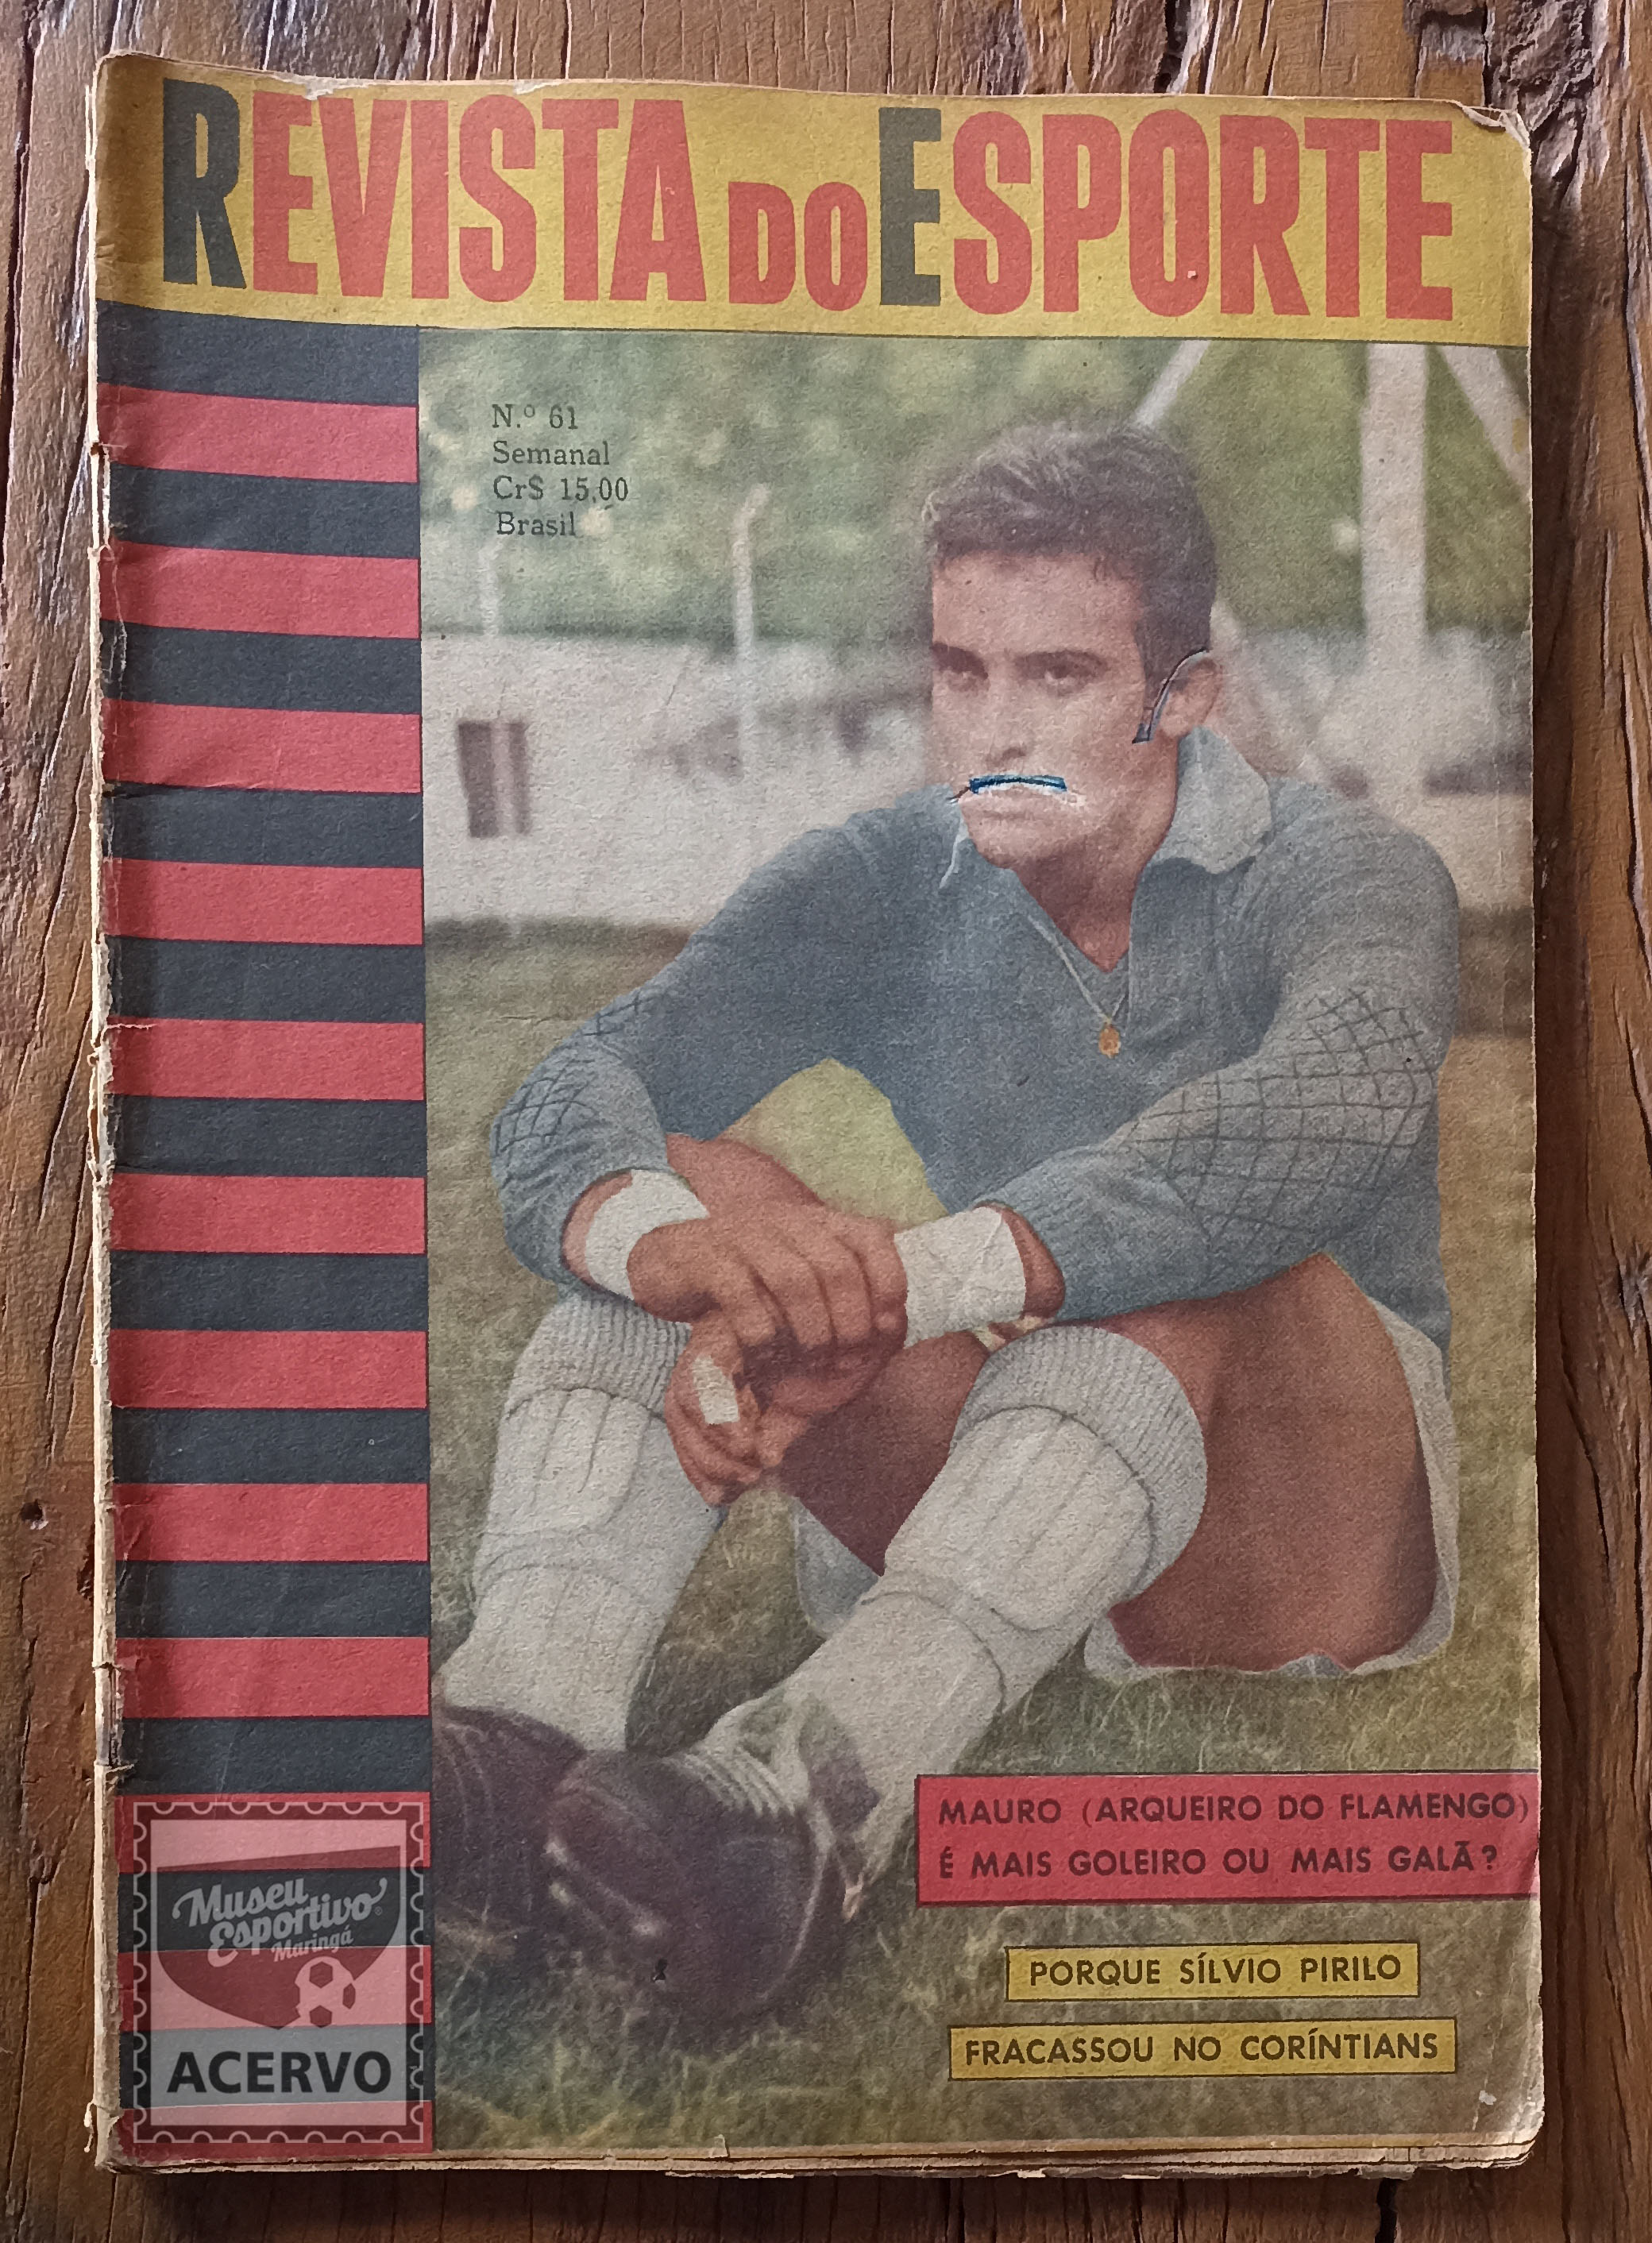 REVISTA DO ESPORTE
N.º 61
Semanal
Cr$ 15,00
Brasil
MAURO (ARQUEIRO DO FLAMENGO)
É MAIS GOLEIRO OU MAIS GALÃ?
PORQUE SÍLVIO PIRILO
FRACASSOU NO CORÍNTIANS
Museu
Esportivo
Maringá
ACERVO